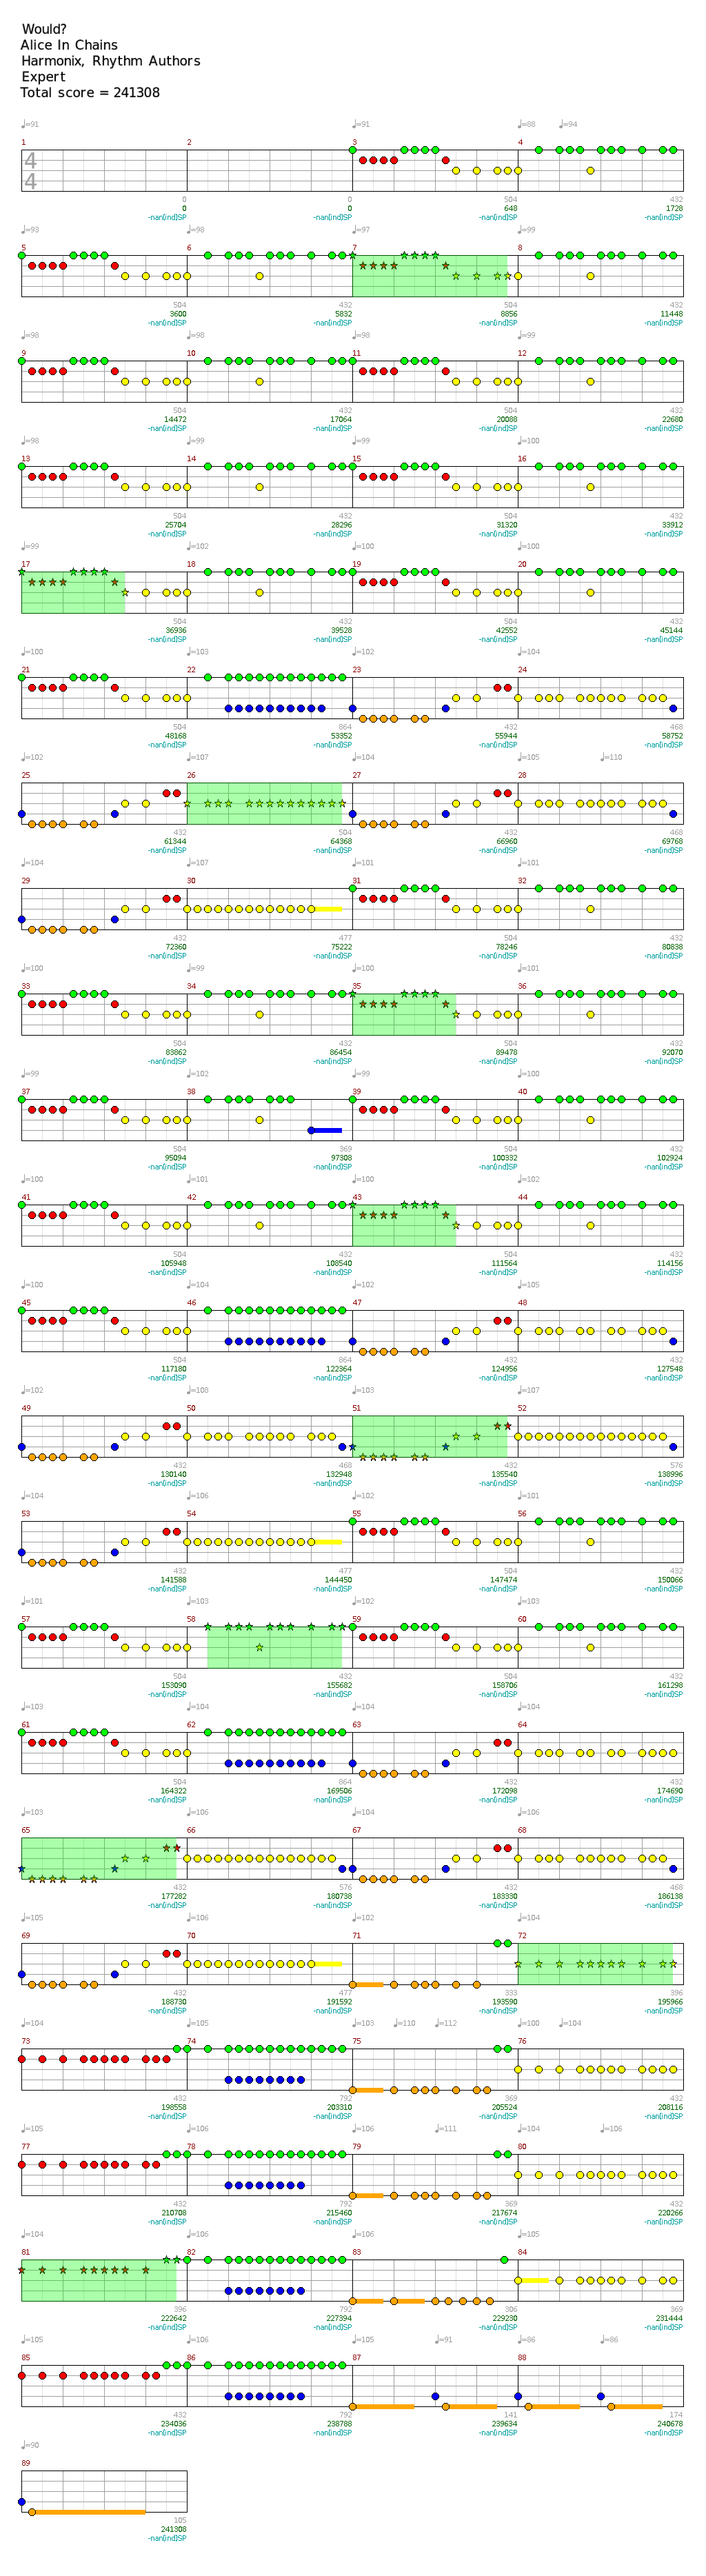 Would?
Alice In Chains
Harmonix, Rhythm Authors
Expert
Total score = 241308
♩=91 ♩=91 ♩=88 ♩=94
1 2 3 4
4
4
0 0 504 432
0 0 648 1728
-nan(ind)SP -nan(ind)SP -nan(ind)SP -nan(ind)SP
♩=93 ♩=98 ♩=97 ♩=99
5 6 7 8
504 432 504 432
3600 5832 8856 11448
-nan(ind)SP -nan(ind)SP -nan(ind)SP -nan(ind)SP
♩=98 ♩=98 ♩=98 ♩=99
9 10 11 12
504 432 504 432
14472 17064 20088 22680
-nan(ind)SP -nan(ind)SP -nan(ind)SP -nan(ind)SP
♩=98 ♩=99 ♩=99 ♩=100
13 14 15 16
504 432 504 432
25704 28296 31320 33912
-nan(ind)SP -nan(ind)SP -nan(ind)SP -nan(ind)SP
♩=99 ♩=102 ♩=100 ♩=100
17 18 19 20
504 432 504 432
36936 39528 42552 45144
-nan(ind)SP -nan(ind)SP -nan(ind)SP -nan(ind)SP
♩=100 ♩=103 ♩=102 ♩=104
21 22 23 24
504 864 432 468
48168 53352 55944 58752
-nan(ind)SP -nan(ind)SP -nan(ind)SP -nan(ind)SP
♩=102 ♩=107 ♩=104 ♩=105 ♩=110
25 26 27 28
432 504 432 468
61344 64368 66960 69768
-nan(ind)SP -nan(ind)SP -nan(ind)SP -nan(ind)SP
♩=104 ♩=107 ♩=101 ♩=101
29 30 31 32
432 477 504 432
72360 75222 78246 80838
-nan(ind)SP -nan(ind)SP -nan(ind)SP -nan(ind)SP
♩=100 ♩=99 ♩=100 ♩=101
33 34 35 36
504 432 504 432
83862 86454 89478 92070
-nan(ind)SP -nan(ind)SP -nan(ind)SP -nan(ind)SP
♩=99 ♩=102 ♩=99 ♩=100
37 38 39 40
504 369 504 432
95094 97308 100332 102924
-nan(ind)SP -nan(ind)SP -nan(ind)SP -nan(ind)SP
♩=100 ♩=101 ♩=100 ♩=102
41 42 43 44
504 432 504 432
105948 108540 111564 114156
-nan(ind)SP -nan(ind)SP -nan(ind)SP -nan(ind)SP
♩=100 ♩=104 ♩=102 ♩=105
45 46 47 48
504 864 432 432
117180 122364 124956 127548
-nan(ind)SP -nan(ind)SP -nan(ind)SP -nan(ind)SP
♩=102 ♩=108 ♩=103 ♩=107
49 50 51 52
432 468 432 576
130140 132948 135540 138996
-nan(ind)SP -nan(ind)SP -nan(ind)SP -nan(ind)SP
♩=104 ♩=106 ♩=102 ♩=101
53 54 55 56
432 477 504 432
141588 144450 147474 150066
-nan(ind)SP -nan(ind)SP -nan(ind)SP -nan(ind)SP
♩=101 ♩=103 ♩=102 ♩=103
57 58 59 60
504 432 504 432
153090 155682 158706 161298
-nan(ind)SP -nan(ind)SP -nan(ind)SP -nan(ind)SP
♩=103 ♩=104 ♩=104 ♩=104
61 62 63 64
504 864 432 432
164322 169506 172098 174690
-nan(ind)SP -nan(ind)SP -nan(ind)SP -nan(ind)SP
♩=103 ♩=106 ♩=104 ♩=106
65 66 67 68
432 576 432 468
177282 180738 183330 186138
-nan(ind)SP -nan(ind)SP -nan(ind)SP -nan(ind)SP
♩=105 ♩=106 ♩=102 ♩=104
69 70 71 72
432 477 333 396
188730 191592 193590 195966
-nan(ind)SP -nan(ind)SP -nan(ind)SP -nan(ind)SP
♩=104 ♩=105 ♩=103 ♩=110 ♩=112 ♩=100 ♩=104
73 74 75 76
432 792 369 432
198558 203310 205524 208116
-nan(ind)SP -nan(ind)SP -nan(ind)SP -nan(ind)SP
♩=105 ♩=106 ♩=106 ♩=111 ♩=104 ♩=106
77 78 79 80
432 792 369 432
210708 215460 217674 220266
-nan(ind)SP -nan(ind)SP -nan(ind)SP -nan(ind)SP
♩=104 ♩=106 ♩=106 ♩=105
81 82 83 84
396 792 306 369
222642 227394 229230 231444
-nan(ind)SP -nan(ind)SP -nan(ind)SP -nan(ind)SP
♩=105 ♩=106 ♩=105 ♩=91 ♩=86 ♩=86
85 86 87 88
432 792 141 174
234036 238788 239634 240678
-nan(ind)SP -nan(ind)SP -nan(ind)SP -nan(ind)SP
♩=90
89
105
241308
-nan(ind)SP